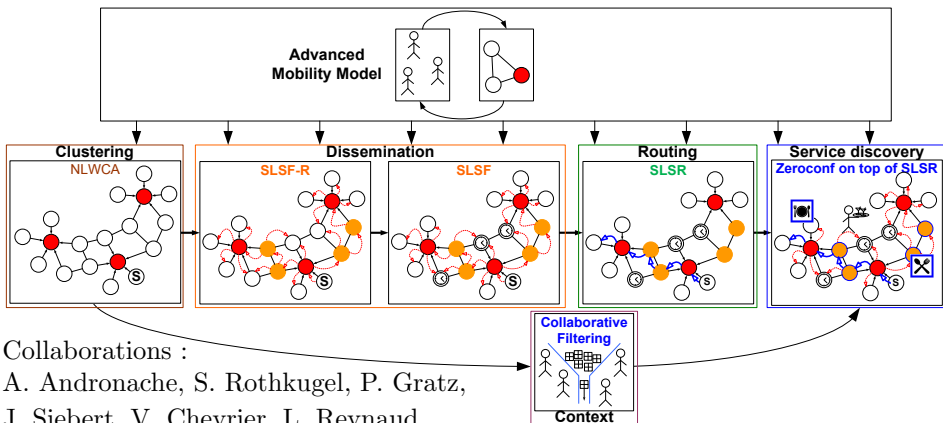 Advanced
Mobility Model
Clustering
NLWCA
Dissemination
SLSF-R
SLSF
Routing
SLSR
Service discovery
Zeroconf on top of SLSR
S
S
S
S
S
Collaborative
Filtering
Context
Collaborations :
A. Andronache, S. Rothkugel, P. Gratz,
J. Siebert, V. Chevrier, L. Reynaud